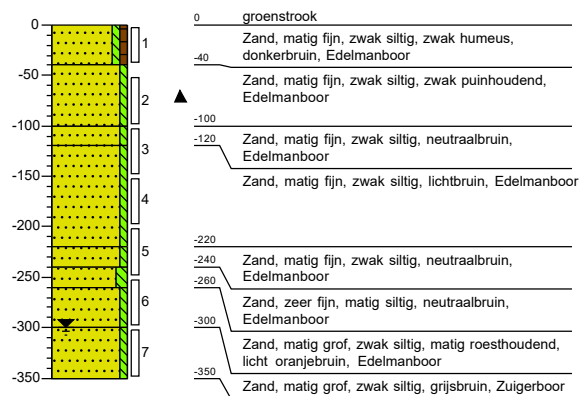 0
-50
-100
-150
-200
-250
-300
-350
1
2
3
4
5
6
7
0 groenstrook
Zand, matig fijn, zwak siltig, zwak humeus,
donkerbruin, Edelmanboor
-40
Zand, matig fijn, zwak siltig, zwak puinhoudend,
Edelmanboor
-100
Zand, matig fijn, zwak siltig, neutraalbruin,
Edelmanboor
-120
Zand, matig fijn, zwak siltig, lichtbruin, Edelmanboor
-220
Zand, matig fijn, zwak siltig, neutraalbruin,
Edelmanboor
-240
Zand, zeer fijn, matig siltig, neutraalbruin,
Edelmanboor
-260
Zand, matig grof, zwak siltig, matig roesthoudend,
licht oranjebruin, Edelmanboor
-300
Zand, matig grof, zwak siltig, grijsbruin, Zuigerboor
-350